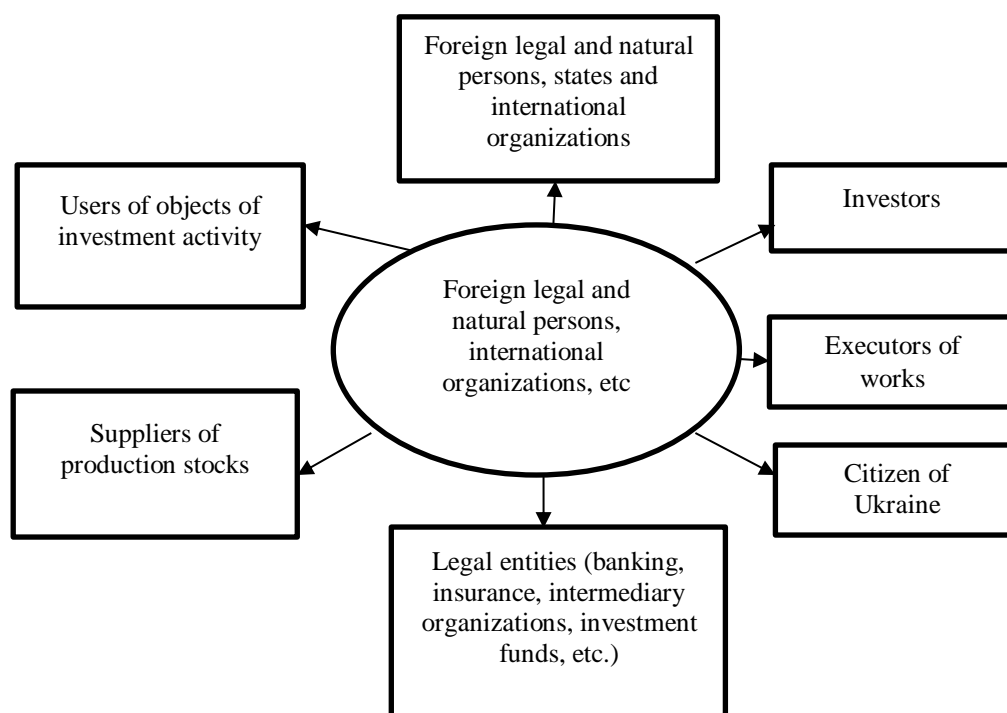 Foreign legal and natural
persons, states and
international
organizations
Users of objects of
investment activity
Investors
Foreign legal and
natural persons,
international
organizations, etc
Executors of
works
Suppliers of
production stocks
Citizen of
Ukraine
Legal entities (banking,
insurance, intermediary
organizations, investment
funds, etc.)